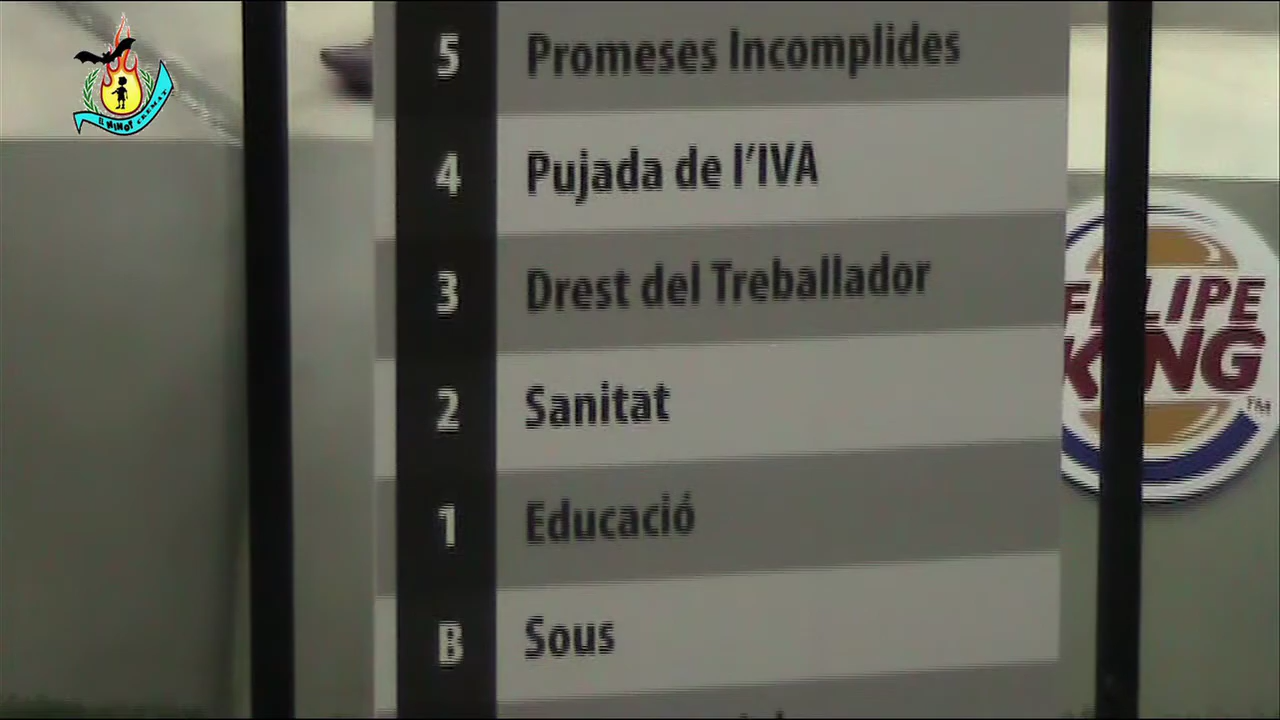 5 Promeses Incomplides
4 Pujada de l'IVA
3 Drest del Treballador
2 Sanitat
1 Educació
B Sous
FELIPE
KING
TM